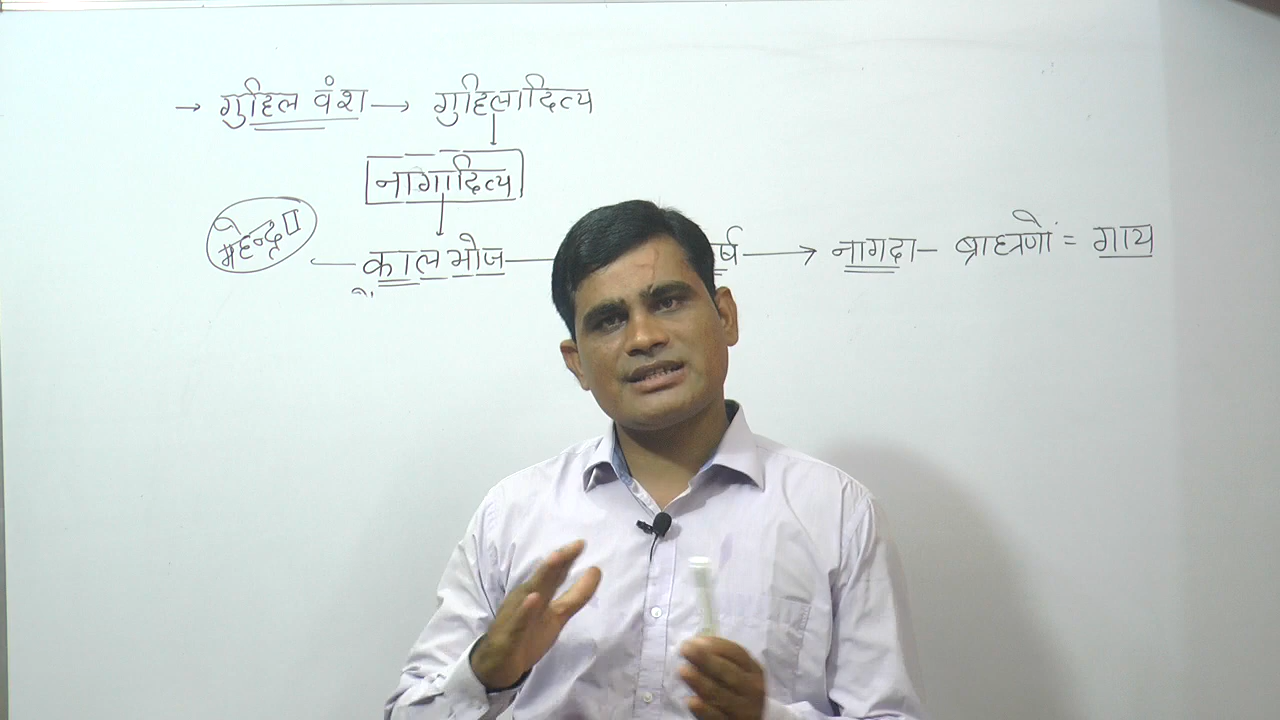 → गुहिल वंश → गुहिलादित्य
नागादित्य
महेन्द्र II
कालभोज — र्ष → नागदा - ब्राह्मणों = गाय